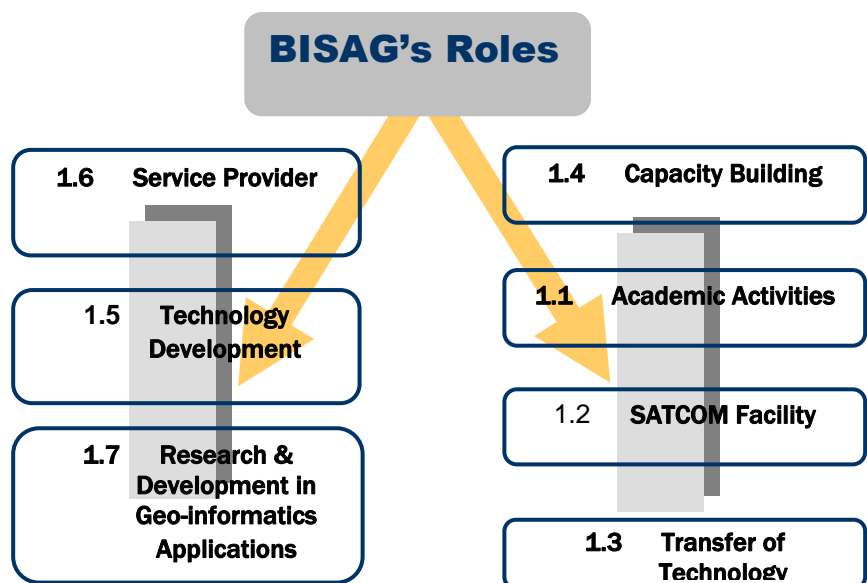 BISAG's Roles
1.6 Service Provider
1.5 Technology
Development
1.7 Research &
Development in
Geo-informatics
Applications
1.4 Capacity Building
1.1 Academic Activities
1.2 SATCOM Facility
1.3 Transfer of
Technology